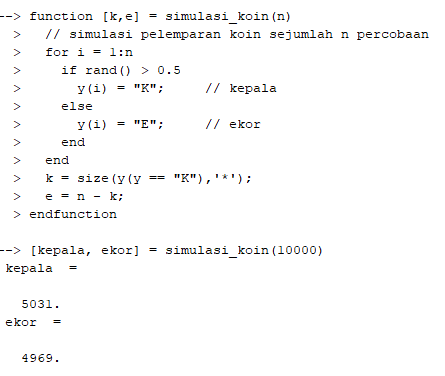 --> function [k,e] = simulasi_koin(n)
  >   // simulasi pelemparan koin sejumlah n percobaan
  >   for i = 1:n
  >     if rand() > 0.5
  >       y(i) = "K";     // kepala
  >     else
  >       y(i) = "E";     // ekor
  >     end
  >   end
  >   k = size(y(y == "K"),'*');
  >   e = n - k;
  > endfunction
--> [kepala, ekor] = simulasi_koin(10000)
kepala  =
  5031.
ekor  =
  4969.